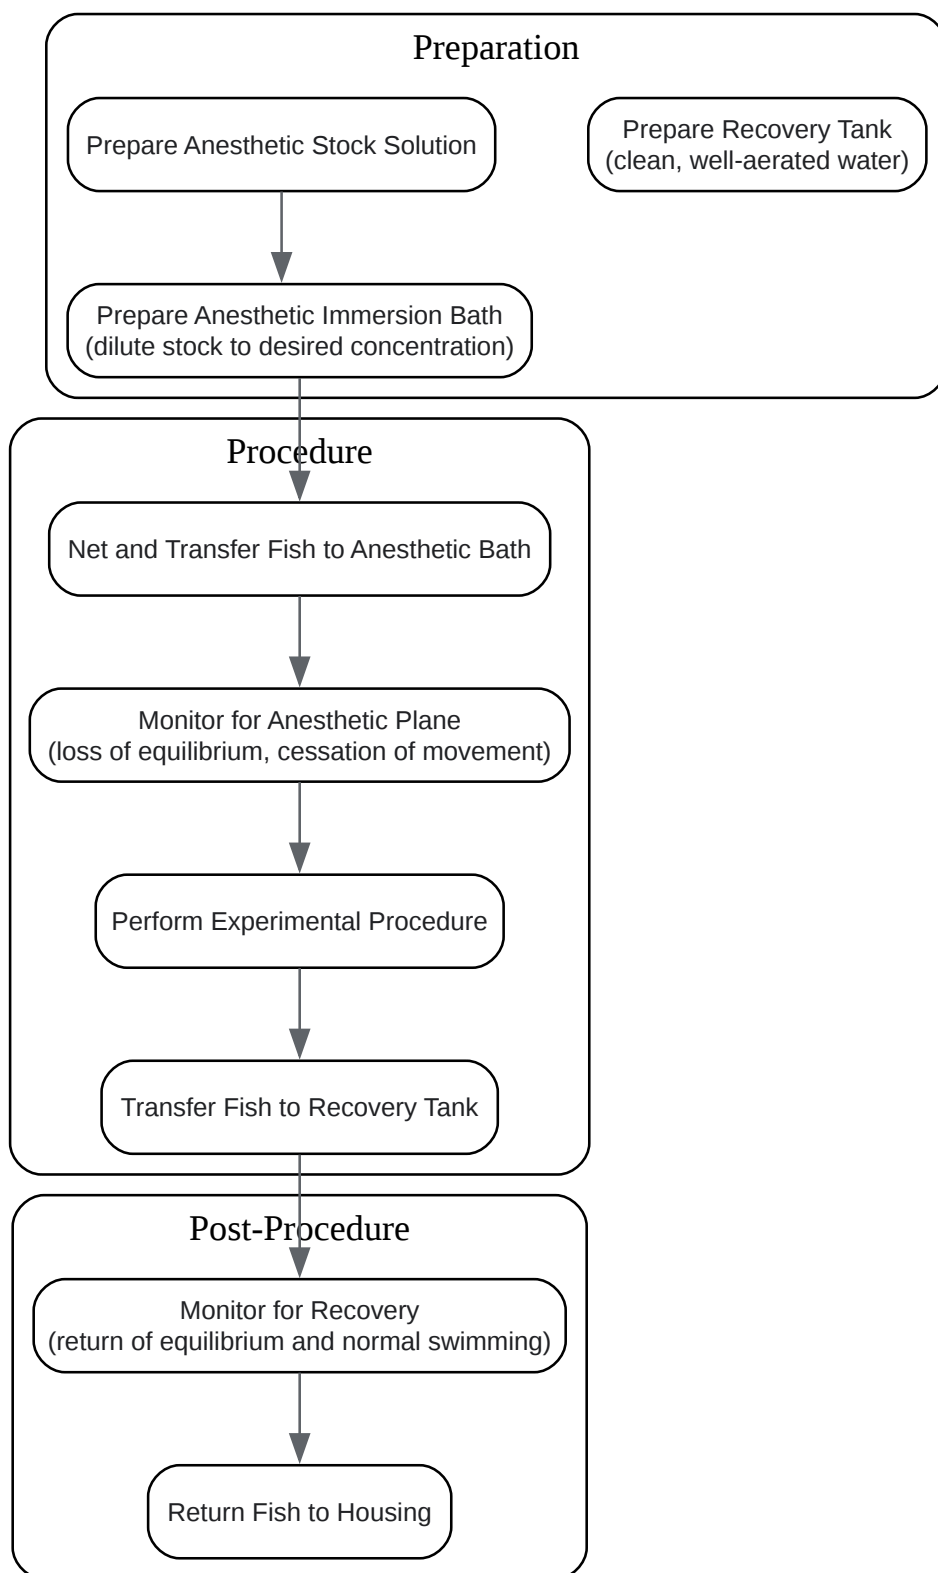 Preparation
Prepare Anesthetic Stock Solution
Prepare Recovery Tank
(clean, well-aerated water)
Prepare Anesthetic Immersion Bath
(dilute stock to desired concentration)
Procedure
Net and Transfer Fish to Anesthetic Bath
Monitor for Anesthetic Plane
(loss of equilibrium, cessation of movement)
Perform Experimental Procedure
Transfer Fish to Recovery Tank
Post-Procedure
Monitor for Recovery
(return of equilibrium and normal swimming)
Return Fish to Housing